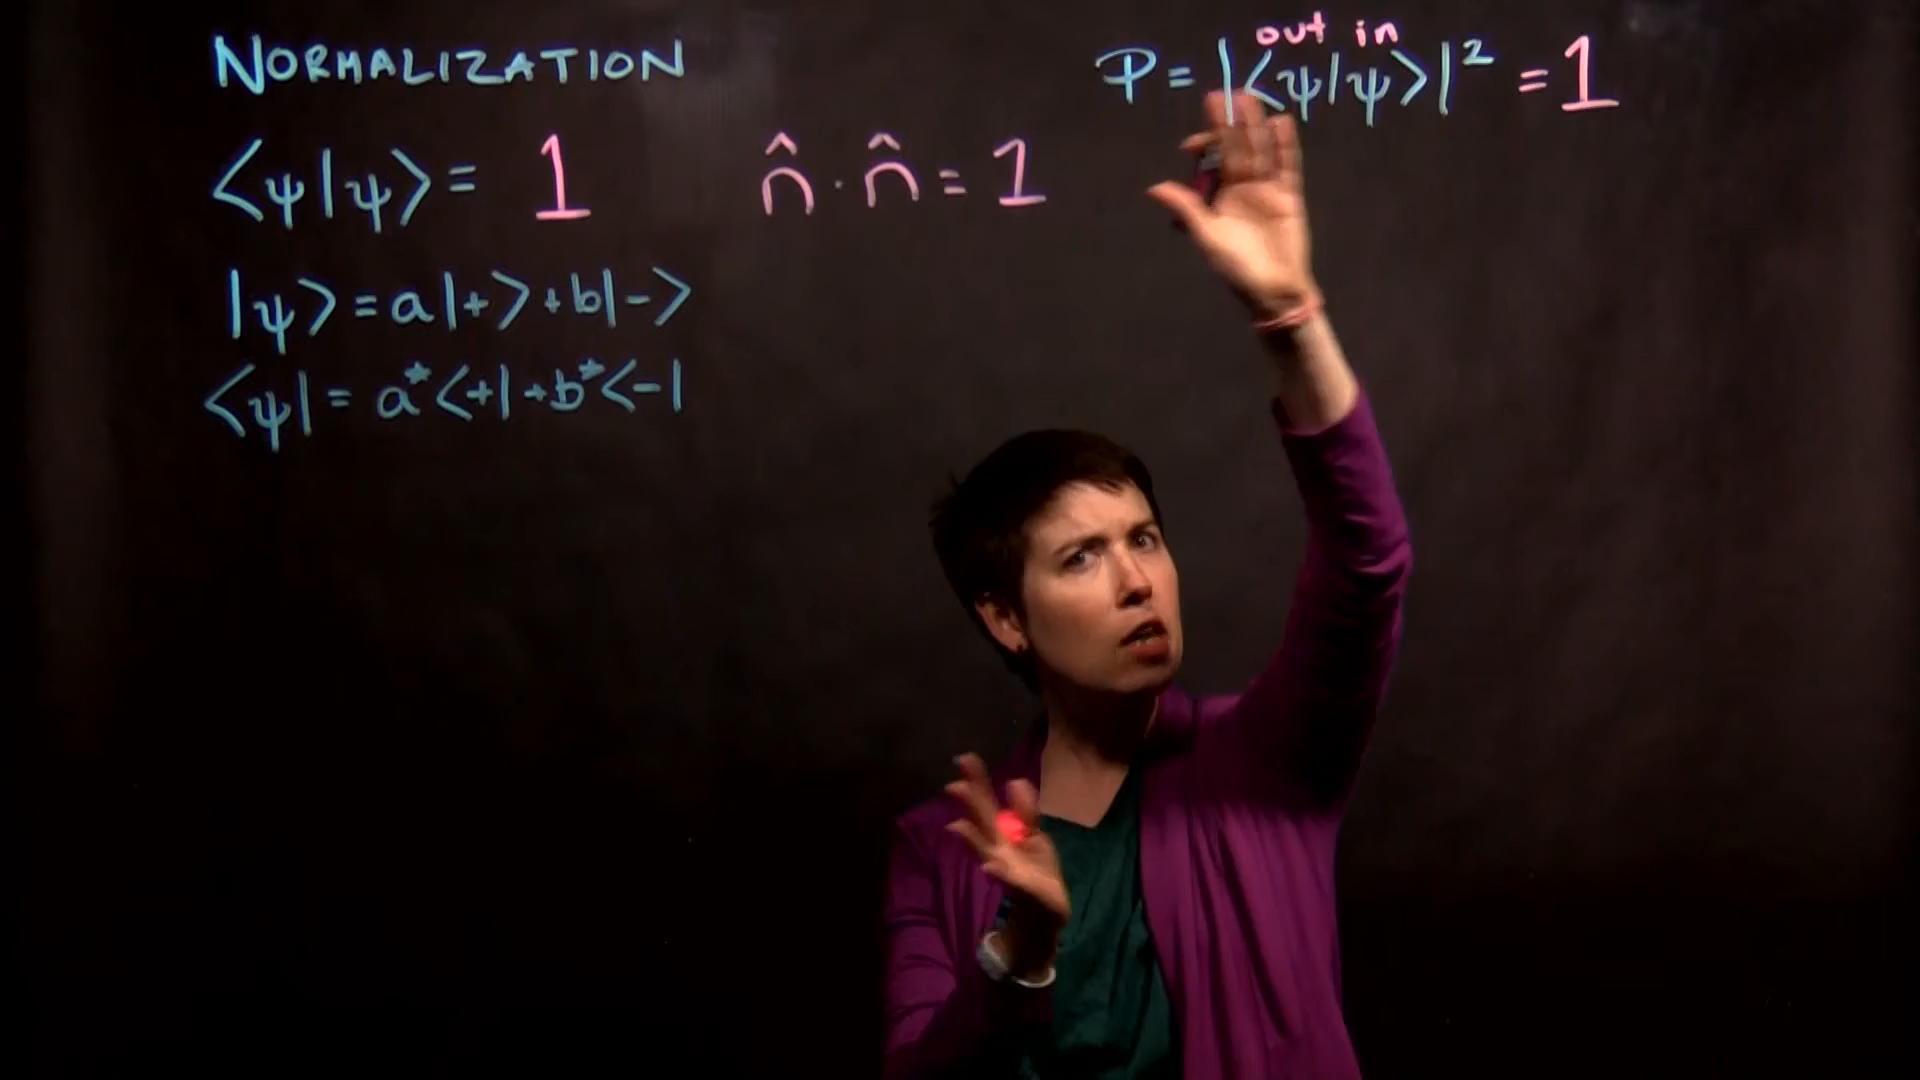 NORMALIZATION
out in
P = |⟨ψ|ψ⟩|² = 1
⟨ψ|ψ⟩ = 1
n̂ · n̂ = 1
|ψ⟩ = a|+⟩ + b|-⟩
⟨ψ| = a*⟨+| + b*⟨-|